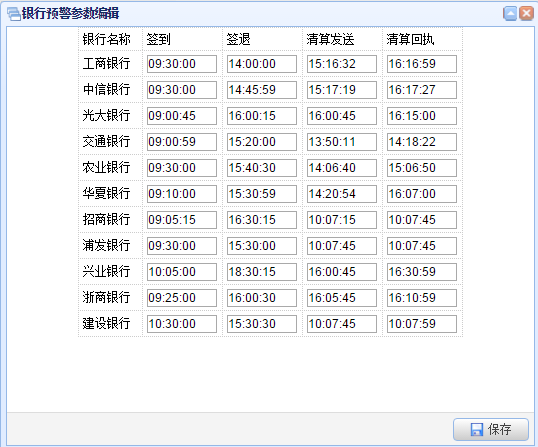 银行预警参数编辑
银行名称 签到 签退 清算发送 清算回执
工商银行 09:30:00 14:00:00 15:16:32 16:16:59
中信银行 09:30:00 14:45:59 15:17:19 16:17:27
光大银行 09:00:45 16:00:15 16:00:45 16:15:00
交通银行 09:00:59 15:20:00 13:50:11 14:18:22
农业银行 09:30:00 15:40:30 14:06:40 15:06:50
华夏银行 09:10:00 15:30:59 14:20:54 16:07:00
招商银行 09:05:15 16:30:15 10:07:15 10:07:45
浦发银行 09:30:00 15:30:00 10:07:45 10:07:45
兴业银行 10:05:00 18:30:15 16:00:45 16:30:59
浙商银行 09:25:00 16:00:30 16:05:45 16:10:59
建设银行 10:30:00 15:30:30 10:07:45 10:07:59
保存